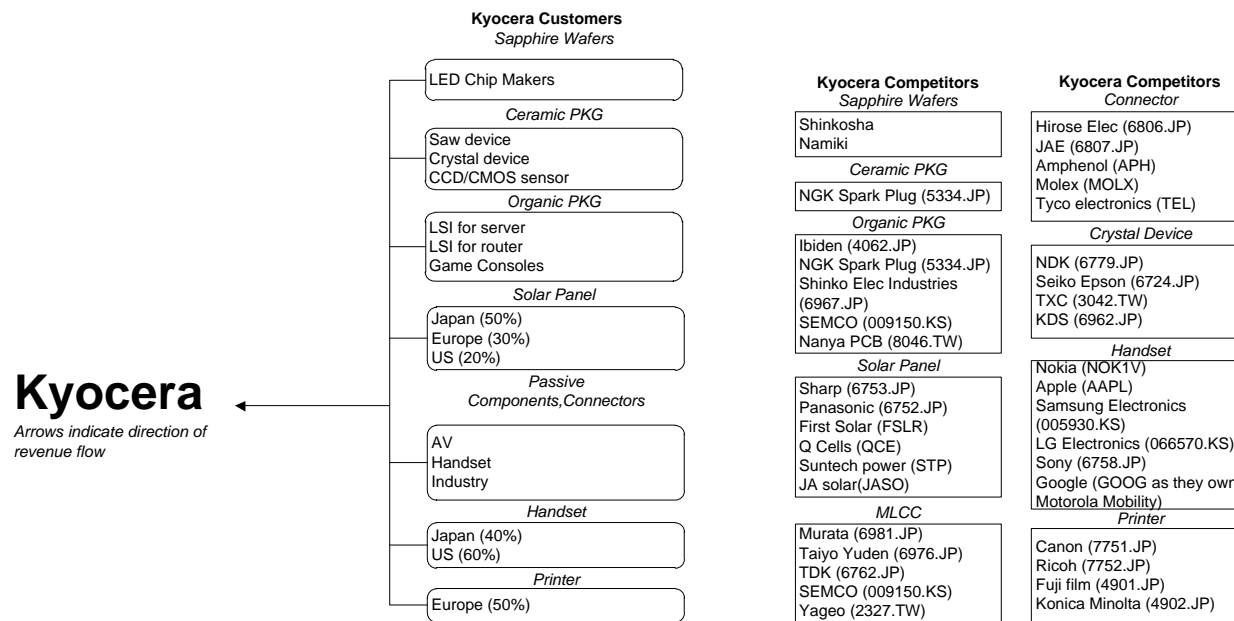 Kyocera
Arrows indicate direction of
revenue flow
Kyocera Customers
Sapphire Wafers
LED Chip Makers
Ceramic PKG
Saw device
Crystal device
CCD/CMOS sensor
Organic PKG
LSI for server
LSI for router
Game Consoles
Solar Panel
Japan (50%)
Europe (30%)
US (20%)
Passive
Components,Connectors
AV
Handset
Industry
Handset
Japan (40%)
US (60%)
Printer
Europe (50%)
Kyocera Competitors
Sapphire Wafers
Shinkosha
Namiki
Ceramic PKG
NGK Spark Plug (5334.JP)
Organic PKG
Ibiden (4062.JP)
NGK Spark Plug (5334.JP)
Shinko Elec Industries
(6967.JP)
SEMCO (009150.KS)
Nanya PCB (8046.TW)
Solar Panel
Sharp (6753.JP)
Panasonic (6752.JP)
First Solar (FSLR)
Q Cells (QCE)
Suntech power (STP)
JA solar(JASO)
MLCC
Murata (6981.JP)
Taiyo Yuden (6976.JP)
TDK (6762.JP)
SEMCO (009150.KS)
Yageo (2327.TW)
Kyocera Competitors
Connector
Hirose Elec (6806.JP)
JAE (6807.JP)
Amphenol (APH)
Molex (MOLX)
Tyco electronics (TEL)
Crystal Device
NDK (6779.JP)
Seiko Epson (6724.JP)
TXC (3042.TW)
KDS (6962.JP)
Handset
Nokia (NOK1V)
Apple (AAPL)
Samsung Electronics
(005930.KS)
LG Electronics (066570.KS)
Sony (6758.JP)
Google (GOOG as they own
Motorola Mobility)
Printer
Canon (7751.JP)
Ricoh (7752.JP)
Fuji film (4901.JP)
Konica Minolta (4902.JP)